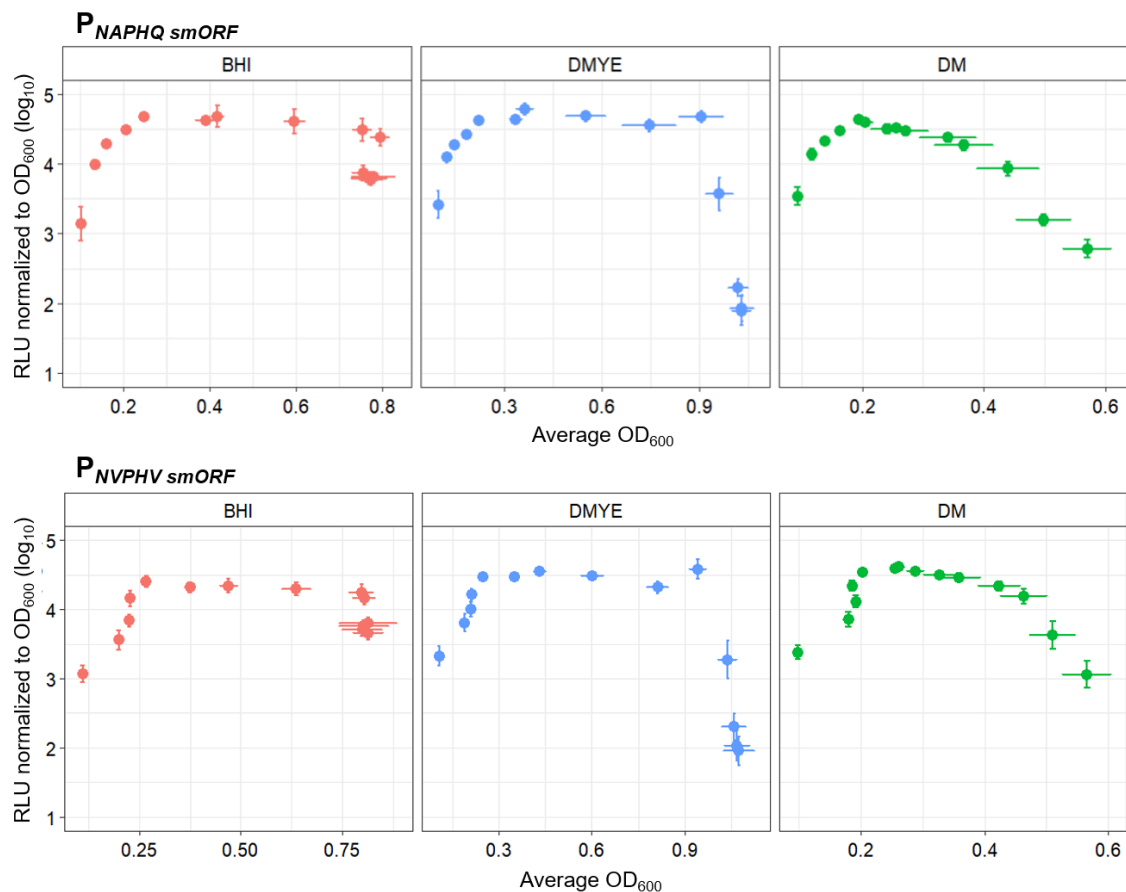 P NAPHQ smORF
BHI DMYE DM
RLU normalized to OD600 (log10)
5
4
3
2
1
0.2 0.4 0.6 0.8 0.3 0.6 0.9 0.2 0.4 0.6
Average OD600
P NVPHV smORF
BHI DMYE DM
RLU normalized to OD600 (log10)
5
4
3
2
1
0.25 0.50 0.75 0.3 0.6 0.9 0.2 0.4 0.6
Average OD600